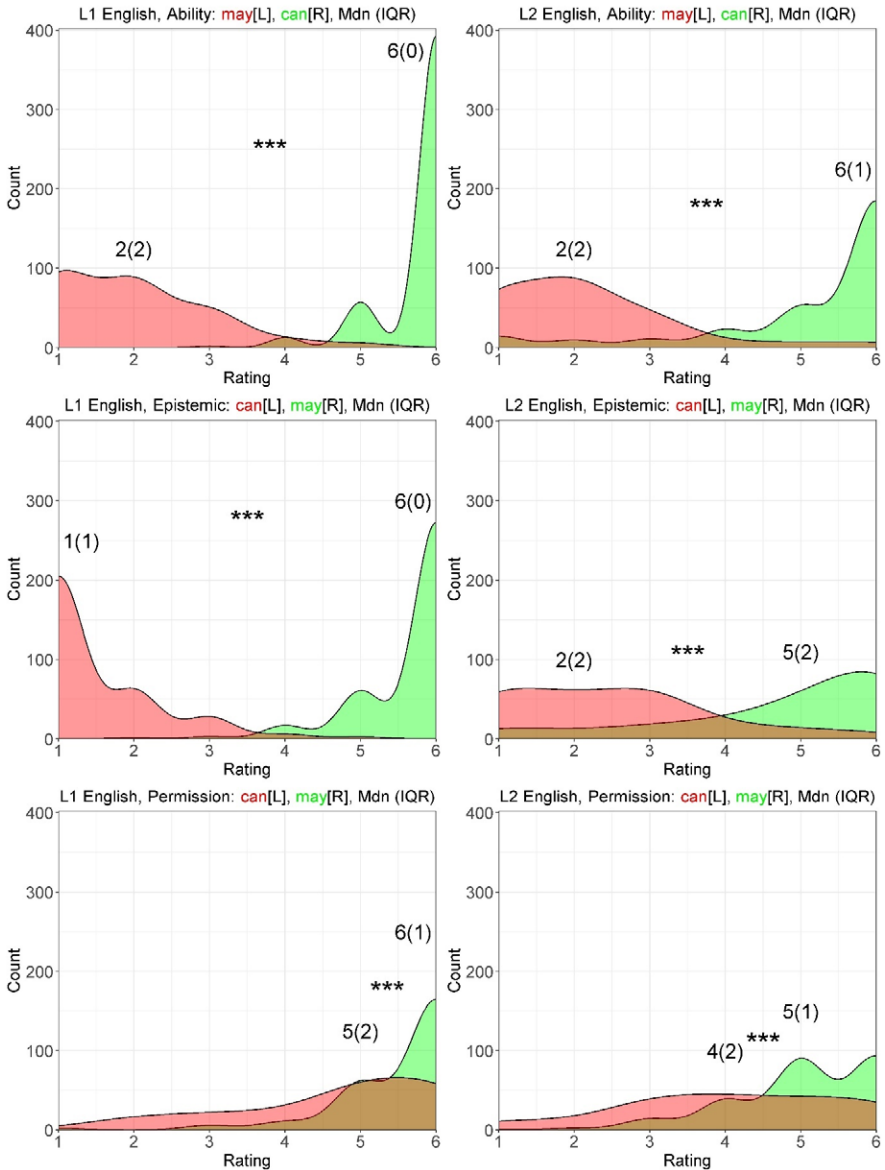 L1 English, Ability: may[L], can[R], Mdn (IQR)
400
300
200
100
0
Count
6(0)
***
2(2)
1 2 3 4 5 6
Rating
L2 English, Ability: may[L], can[R], Mdn (IQR)
400
300
200
100
0
Count
6(1)
***
2(2)
1 2 3 4 5 6
Rating
L1 English, Epistemic: can[L], may[R], Mdn (IQR)
400
300
200
100
0
Count
6(0)
***
1(1)
1 2 3 4 5 6
Rating
L2 English, Epistemic: can[L], may[R], Mdn (IQR)
400
300
200
100
0
Count
2(2) *** 5(2)
1 2 3 4 5 6
Rating
L1 English, Permission: can[L], may[R], Mdn (IQR)
400
300
200
100
0
Count
6(1)
***
5(2)
1 2 3 4 5 6
Rating
L2 English, Permission: can[L], may[R], Mdn (IQR)
400
300
200
100
0
Count
5(1)
***
4(2)
1 2 3 4 5 6
Rating